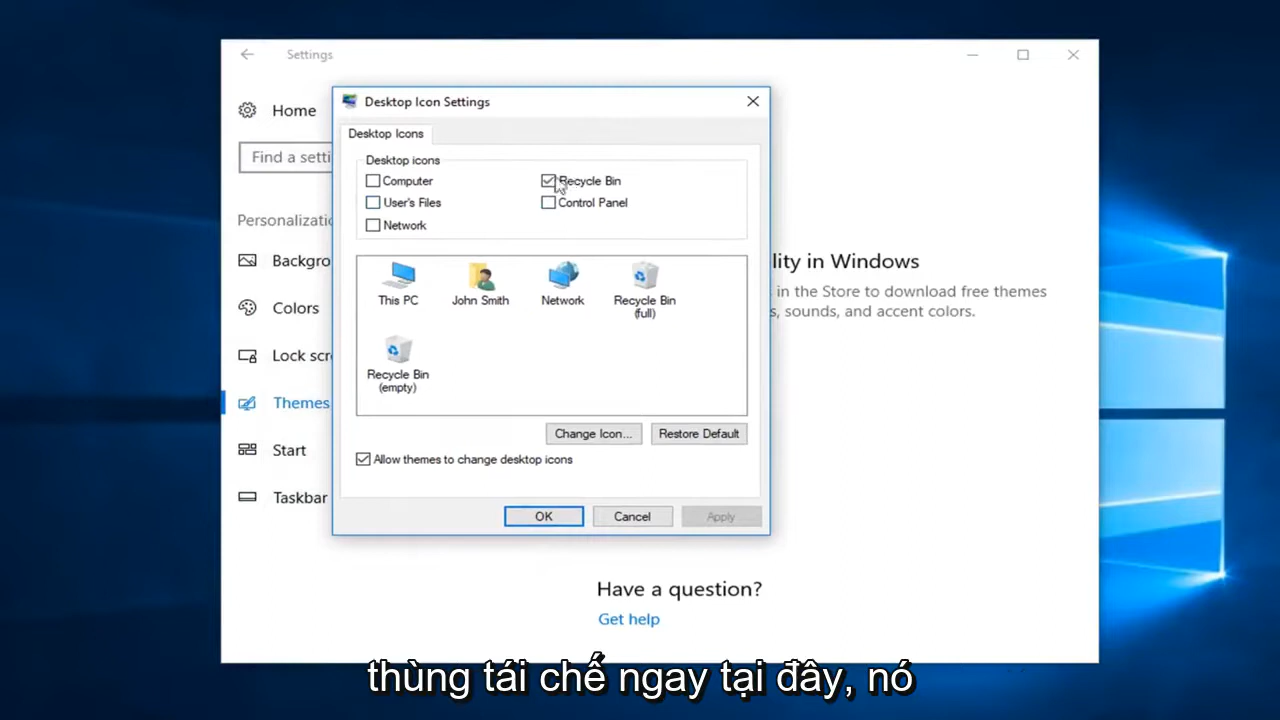 Settings
Desktop Icon Settings
Home
Desktop Icons
Find a setti
Desktop icons
Computer
Recycle Bin
User's Files
Control Panel
Network
Personalizatio
Backgro
lity in Windows
This PC
John Smith
Network
Recycle Bin
(full)
in the Store to download free themes
s, sounds, and accent colors.
Colors
Lock scre
Recycle Bin
(empty)
Themes
Change Icon...
Restore Default
Start
Allow themes to change desktop icons
Taskbar
OK
Cancel
Apply
Have a question?
Get help
thùng tái chế ngay tại đây, nó